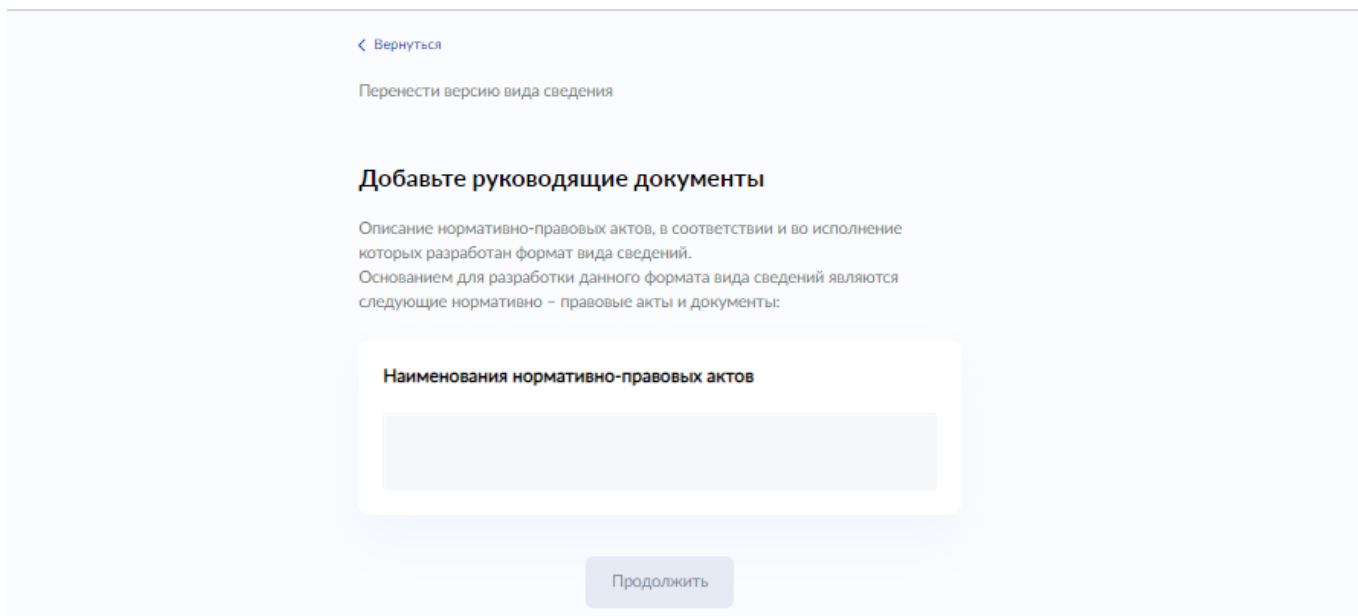 Вернуться
Перенести версию вида сведения
Добавьте руководящие документы
Описание нормативно-правовых актов, в соответствии и во исполнение
которых разработан формат вида сведений.
Основанием для разработки данного формата вида сведений являются
следующие нормативно – правовые акты и документы:
Наименования нормативно-правовых актов
Продолжить